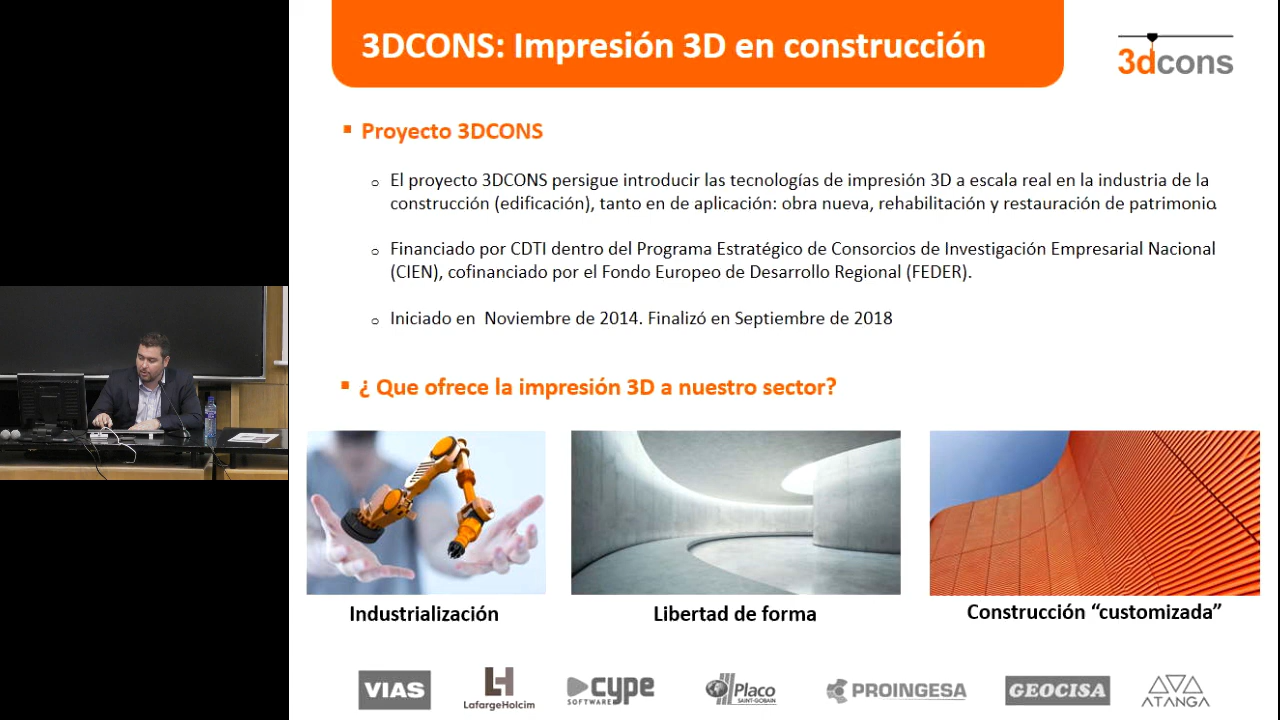 3DCONS: Impresión 3D en construcción
3dcons
Proyecto 3DCONS
El proyecto 3DCONS persigue introducir las tecnologías de impresión 3D a escala real en la industria de la
construcción (edificación), tanto en de aplicación: obra nueva, rehabilitación y restauración de patrimonio.
Financiado por CDTI dentro del Programa Estratégico de Consorcios de Investigación Empresarial Nacional
(CIEN), cofinanciado por el Fondo Europeo de Desarrollo Regional (FEDER).
Iniciado en Noviembre de 2014. Finalizó en Septiembre de 2018
¿ Que ofrece la impresión 3D a nuestro sector?
Industrialización
Libertad de forma
Construcción “customizada”
VIAS
LafargeHolcim
cype
SOFTWARE
Placo
SAINT-GOBAIN
PROINGESA
GEOCISA
ATANGA